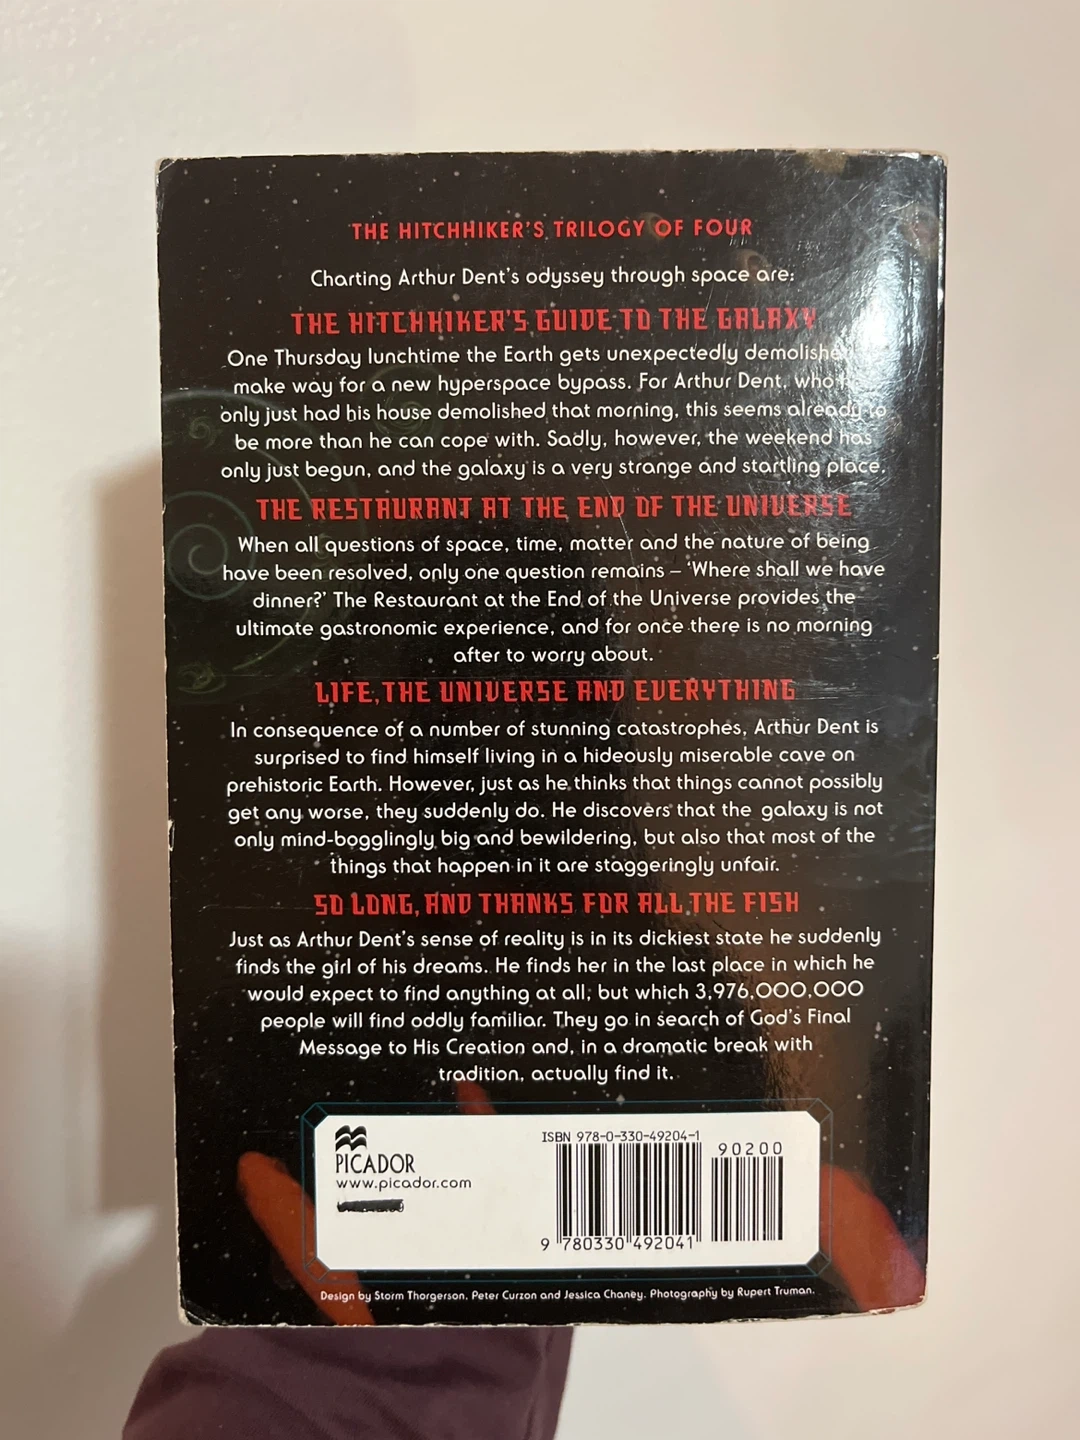 THE HITCHHIKER'S TRILOGY OF FOUR
Charting Arthur Dent's odyssey through space are:
THE HITCHHIKER'S GUIDE TO THE GALAXY
One Thursday lunchtime the Earth gets unexpectedly
make way for a new hyperspace bypass. For Arthur Dent, who
only just had his house demolished that morning, this seems already to
be more than he can cope with. Sadly, however, the weekend has
only just begun, and the galaxy is a very strange and startling place.
THE RESTAURANT AT THE END OF THE UNIVERSE
When all questions of space, time, matter and the nature of being
have been resolved, only one question remains – 'Where shall we have
dinner?' The Restaurant at the End of the Universe provides the
ultimate gastronomic experience, and for once there is no morning
after to worry about.
LIFE, THE UNIVERSE AND EVERYTHING
In consequence of a number of stunning catastrophes, Arthur Dent is
surprised to find himself living in a hideously miserable cave on
prehistoric Earth. However, just as he thinks that things cannot possibly
get any worse, they suddenly do. He discovers that the galaxy is not
only mind-bogglingly big and bewildering, but also that most of the
things that happen in it are staggeringly unfair.
SO LONG, AND THANKS FOR ALL THE FISH
Just as Arthur Dent's sense of reality is in its dickiest state he suddenly
finds the girl of his dreams. He finds her in the last place in which he
would expect to find anything at all, but which 3,976,000,000
people will find oddly familiar. They go in search of God's Final
Message to His Creation and, in a dramatic break with
tradition, actually find it.
PICADOR
www.picador.com
ISBN 978-0-330-49204-1
90200
9 780330 492041
Design by Storm Thorgerson, Peter Curzon and Jessica Chaney. Photography by Rupert Truman.